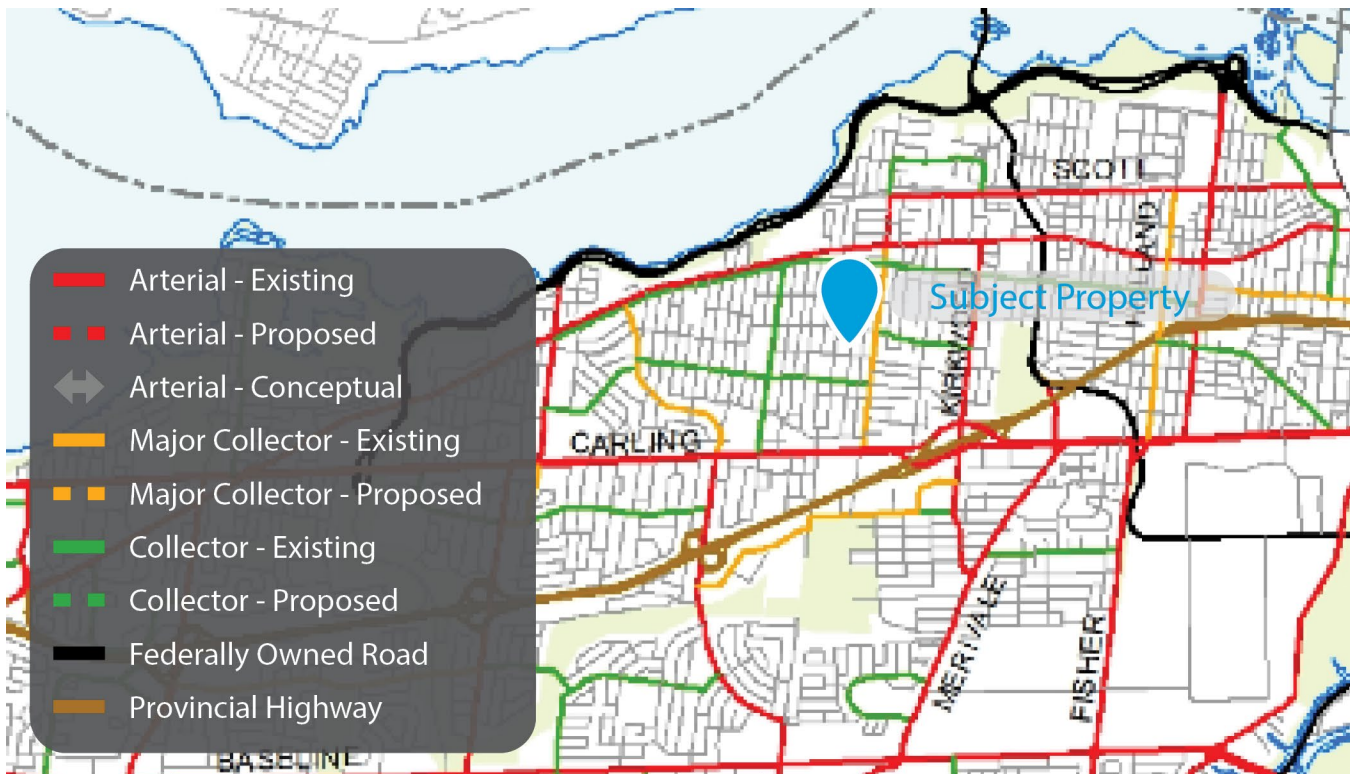 SCOTT
Subject Property
Arterial - Existing
Arterial - Proposed
Arterial - Conceptual
Major Collector - Existing
Major Collector - Proposed
Collector - Existing
Collector - Proposed
Federally Owned Road
Provincial Highway
CARLING
MERIVALE
FISHER
BASELINE